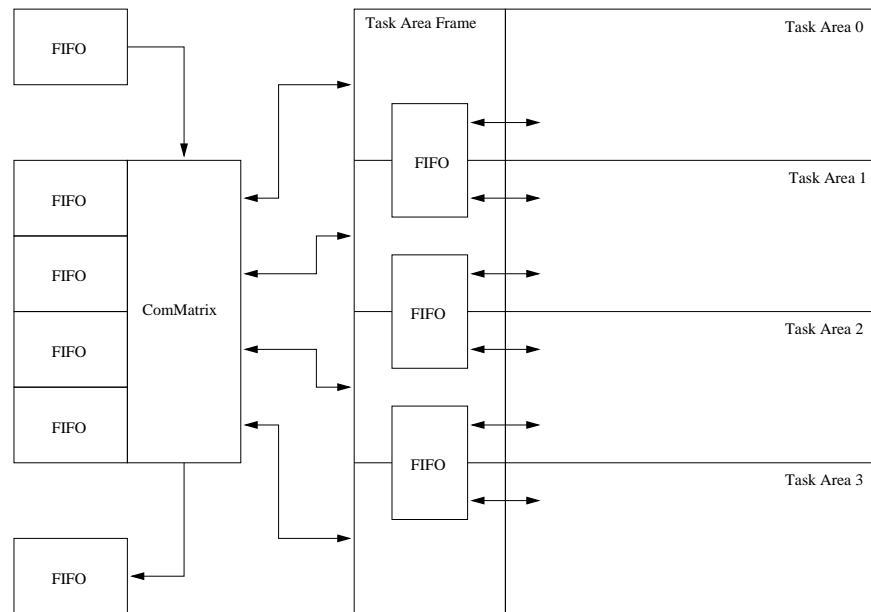 FIFO
Task Area Frame
Task Area 0
FIFO
Task Area 1
FIFO
FIFO
ComMatrix
FIFO
Task Area 2
FIFO
FIFO
FIFO
Task Area 3
FIFO